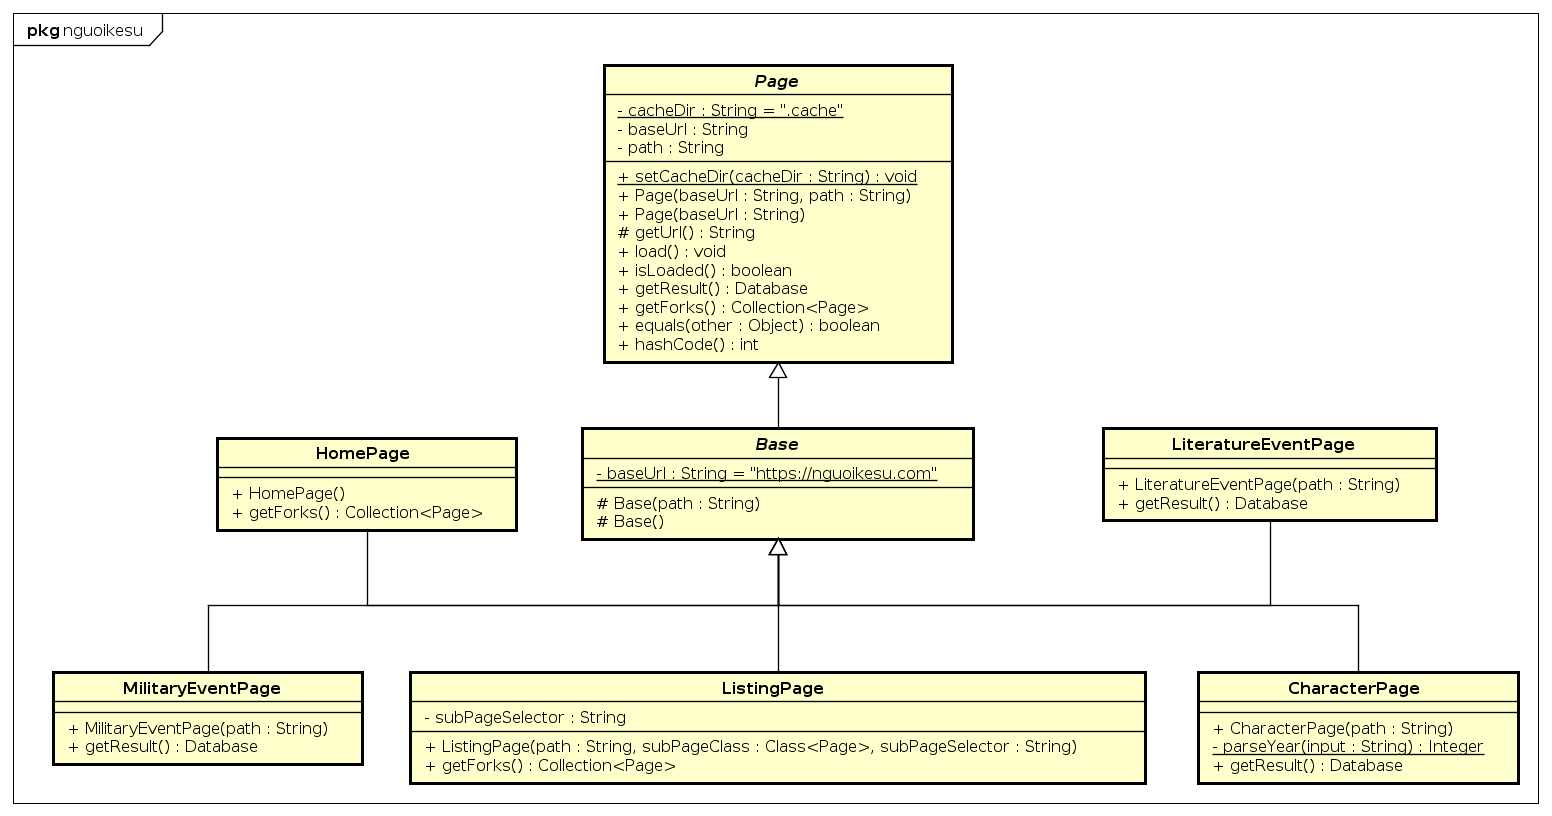 pkg nguoikesu
Page
- cacheDir : String = ".cache"
- baseUrl : String
- path : String
+ setCacheDir(cacheDir : String) : void
+ Page(baseUrl : String, path : String)
+ Page(baseUrl : String)
# getUrl() : String
+ load() : void
+ isLoaded() : boolean
+ getResult() : Database
+ getForks() : Collection<Page>
+ equals(other : Object) : boolean
+ hashCode() : int
HomePage
+ HomePage()
+ getForks() : Collection<Page>
Base
- baseUrl : String = "https://nguoikesu.com"
# Base(path : String)
# Base()
LiteratureEventPage
+ LiteratureEventPage(path : String)
+ getResult() : Database
MilitaryEventPage
+ MilitaryEventPage(path : String)
+ getResult() : Database
ListingPage
- subPageSelector : String
+ ListingPage(path : String, subPageClass : Class<Page>, subPageSelector : String)
+ getForks() : Collection<Page>
CharacterPage
+ CharacterPage(path : String)
- parseYear(input : String) : Integer
+ getResult() : Database